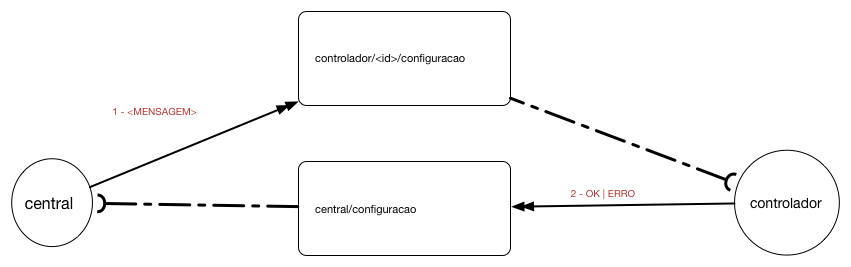 controlador/<id>/configuracao
1 - <MENSAGEM>
central
central/configuracao
2 - OK | ERRO
controlador